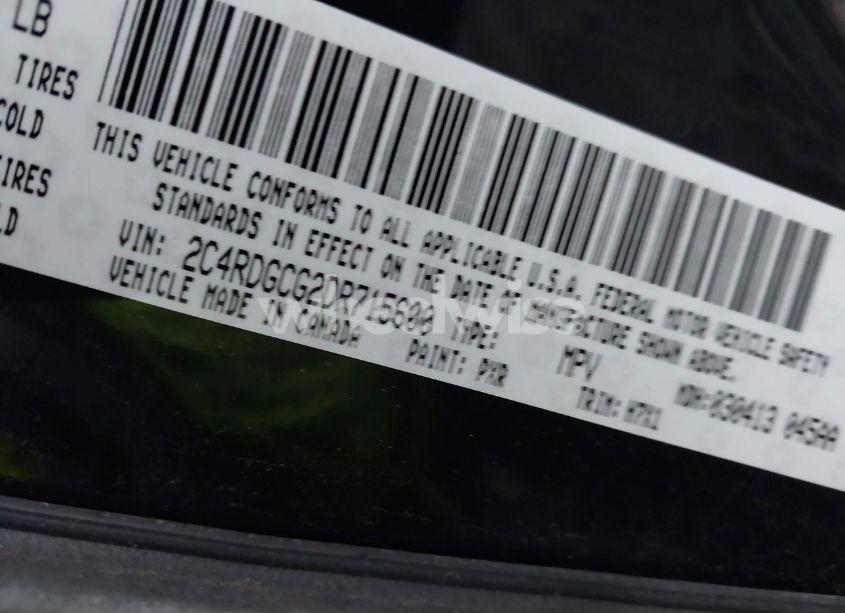 LB
TIRES
COLD
TIRES
LD
THIS VEHICLE CONFORMS TO ALL APPLICABLE U.S.A. FEDERAL MOTOR VEHICLE SAFETY
STANDARDS IN EFFECT ON THE DATE OF MANUFACTURE SHOWN ABOVE.
VIN: 2C4RDGCG2DR715600 TYPE: MPV MDH:030413 045AA
VEHICLE MADE IN CANADA PAINT: PXR TRIM: